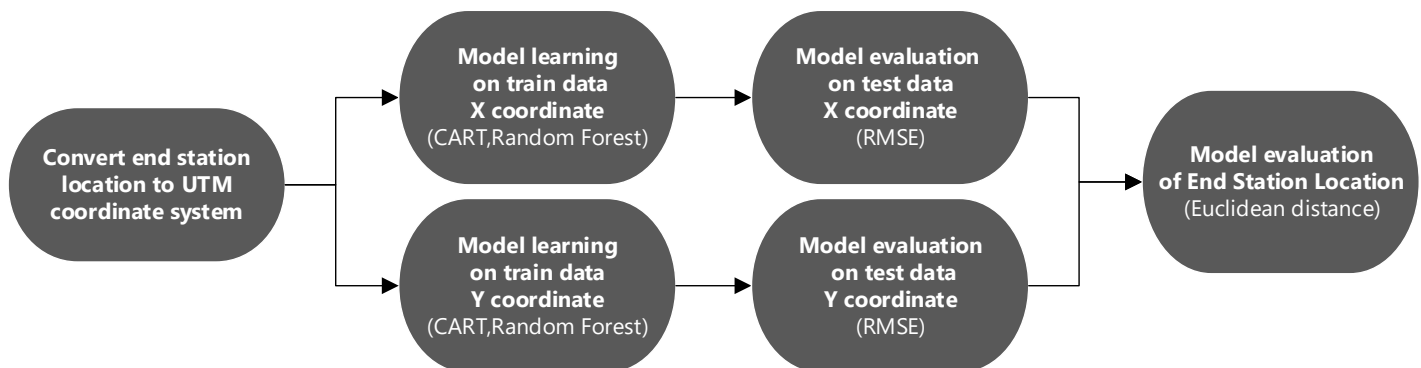 Convert end station
location to UTM
coordinate system
Model learning
on train data
X coordinate
(CART,Random Forest)
Model evaluation
on test data
X coordinate
(RMSE)
Model learning
on train data
Y coordinate
(CART,Random Forest)
Model evaluation
on test data
Y coordinate
(RMSE)
Model evaluation
of End Station Location
(Euclidean distance)